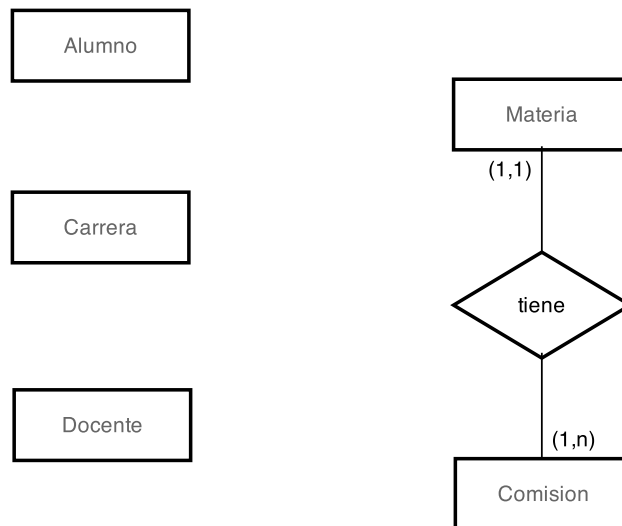 Alumno
Materia
(1,1)
Carrera
tiene
Docente
(1,n)
Comision